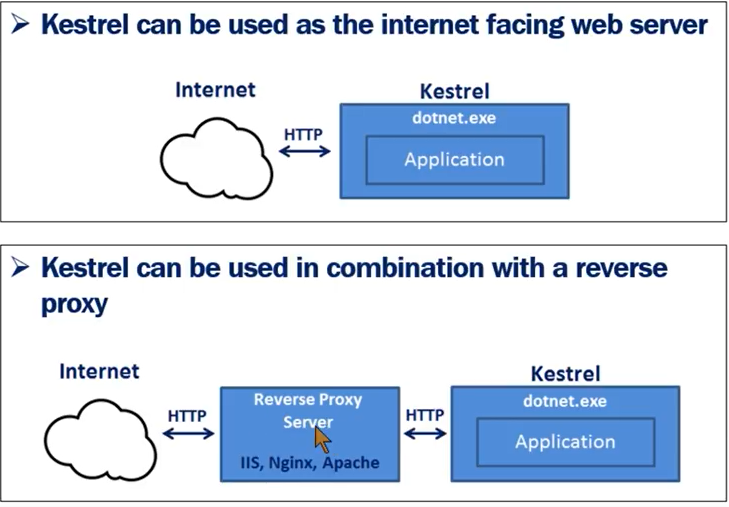 Kestrel can be used as the internet facing web server
Internet
Kestrel
dotnet.exe
HTTP
Application
Kestrel can be used in combination with a reverse
proxy
Internet
Kestrel
Reverse Proxy
Server
dotnet.exe
HTTP
HTTP
Application
IIS, Nginx, Apache